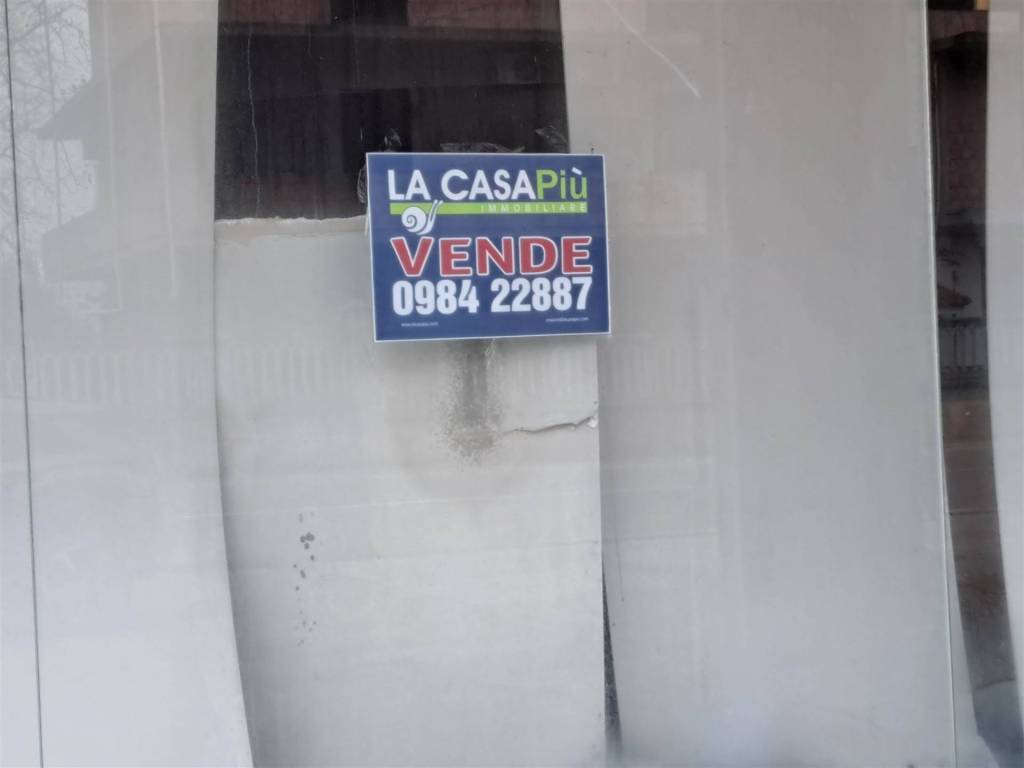 LA CASAPiù
IMMOBILIARE
VENDE
0984 22887